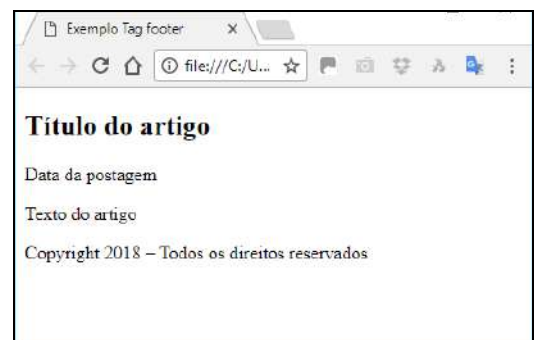 Exemplo Tag footer
file:///C:/U...
Título do artigo
Data da postagem
Texto do artigo
Copyright 2018 – Todos os direitos reservados